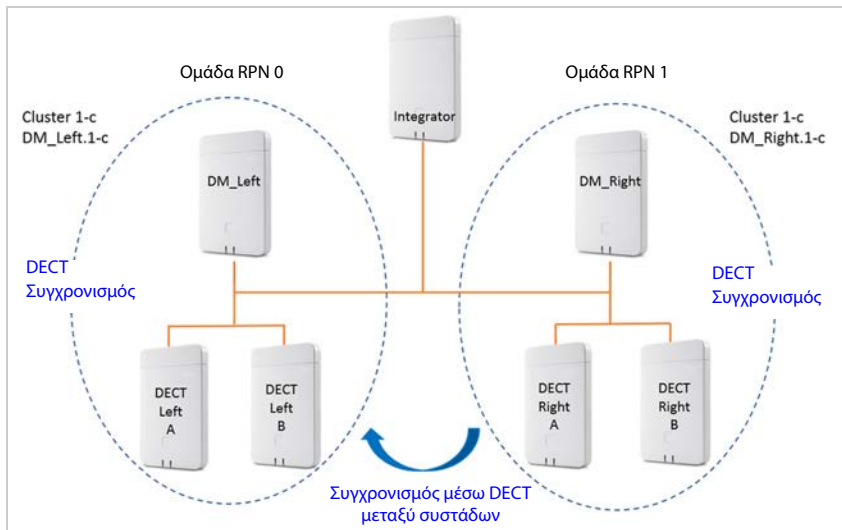 Ομάδα RPN 0
Ομάδα RPN 1
Integrator
Cluster 1-c
DM_Left.1-c
Cluster 1-c
DM_Right.1-c
DM_Left
DM_Right
DECT
Συγχρονισμός
DECT
Συγχρονισμός
DECT
Left
A
DECT
Left
B
DECT
Right
A
DECT
Right
B
Συγχρονισμός μέσω DECT
μεταξύ συστάδων